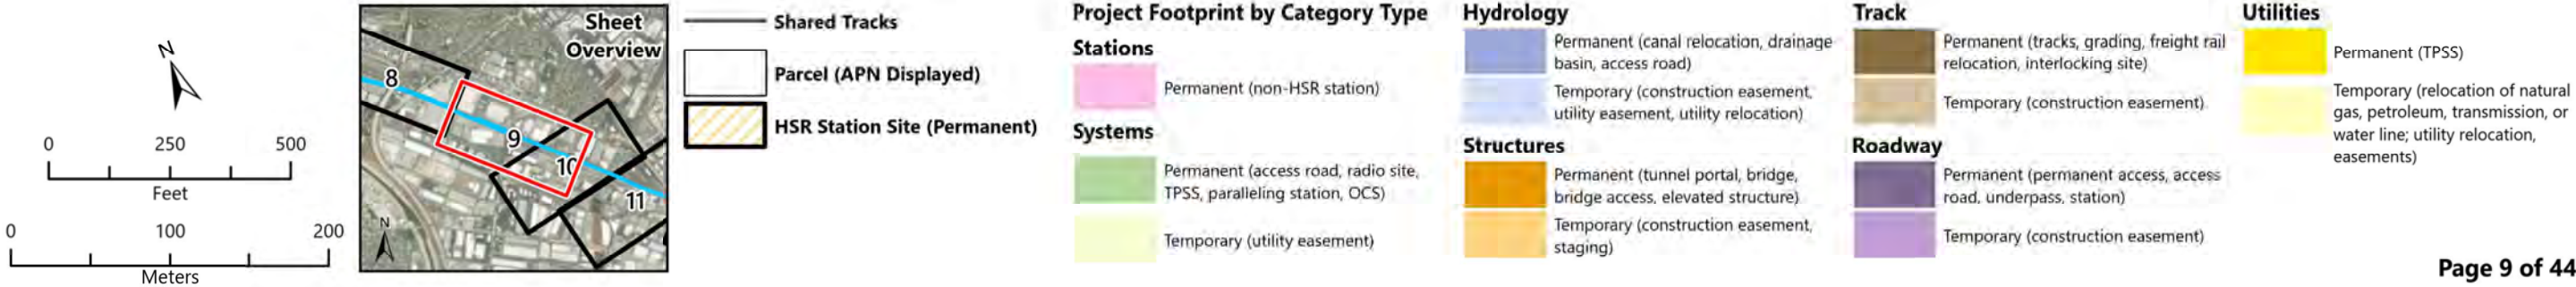 N
0 250 500
Feet
0 100 200
Meters
Sheet
Overview
8
9
10
11
N
Shared Tracks
Parcel (APN Displayed)
HSR Station Site (Permanent)
Project Footprint by Category Type
Stations
Permanent (non-HSR station)
Systems
Permanent (access road, radio site,
TPSS, paralleling station, OCS)
Temporary (utility easement)
Hydrology
Permanent (canal relocation, drainage
basin, access road)
Temporary (construction easement,
utility easement, utility relocation)
Structures
Permanent (tunnel portal, bridge,
bridge access, elevated structure)
Temporary (construction easement,
staging)
Track
Permanent (tracks, grading, freight rail
relocation, interlocking site)
Temporary (construction easement)
Roadway
Permanent (permanent access, access
road, underpass, station)
Temporary (construction easement)
Utilities
Permanent (TPSS)
Temporary (relocation of natural
gas, petroleum, transmission, or
water line; utility relocation,
easements)
Page 9 of 44